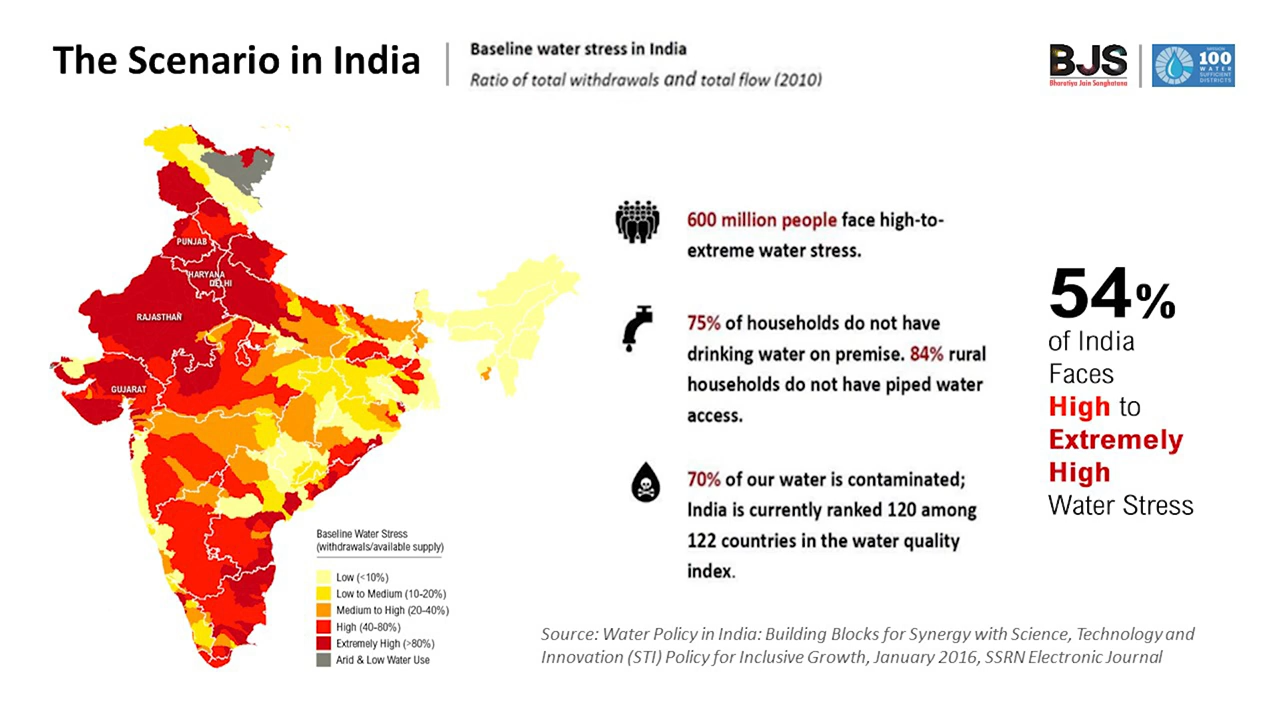 The Scenario in India
Baseline water stress in India
Ratio of total withdrawals and total flow (2010)
BJS
Bharatiya Jain Sanghatana
MISSION
100
WATER
SUFFICIENT
DISTRICTS
PUNJAB
HARYANA
DELHI
RAJASTHAN
GUJARAT
Baseline Water Stress
(withdrawals/available supply)
Low (<10%)
Low to Medium (10-20%)
Medium to High (20-40%)
High (40-80%)
Extremely High (>80%)
Arid & Low Water Use
600 million people face high-to-
extreme water stress.
75% of households do not have
drinking water on premise. 84% rural
households do not have piped water
access.
70% of our water is contaminated;
India is currently ranked 120 among
122 countries in the water quality
index.
54%
of India
Faces
High to
Extremely
High
Water Stress
Source: Water Policy in India: Building Blocks for Synergy with Science, Technology and
Innovation (STI) Policy for Inclusive Growth, January 2016, SSRN Electronic Journal